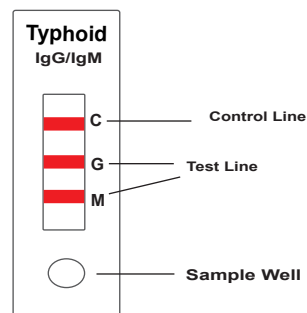 Typhoid
IgG/IgM
C
Control Line
G
Test Line
M
Sample Well